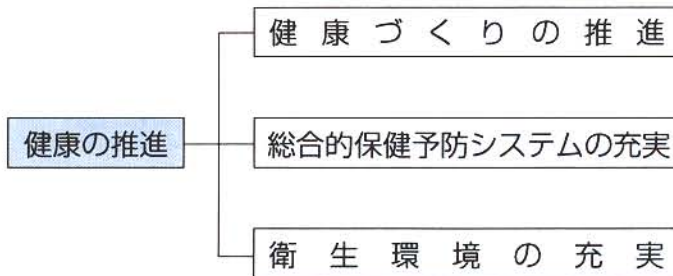 健康の推進
健康づくりの推進
総合的保健予防システムの充実
衛生環境の充実